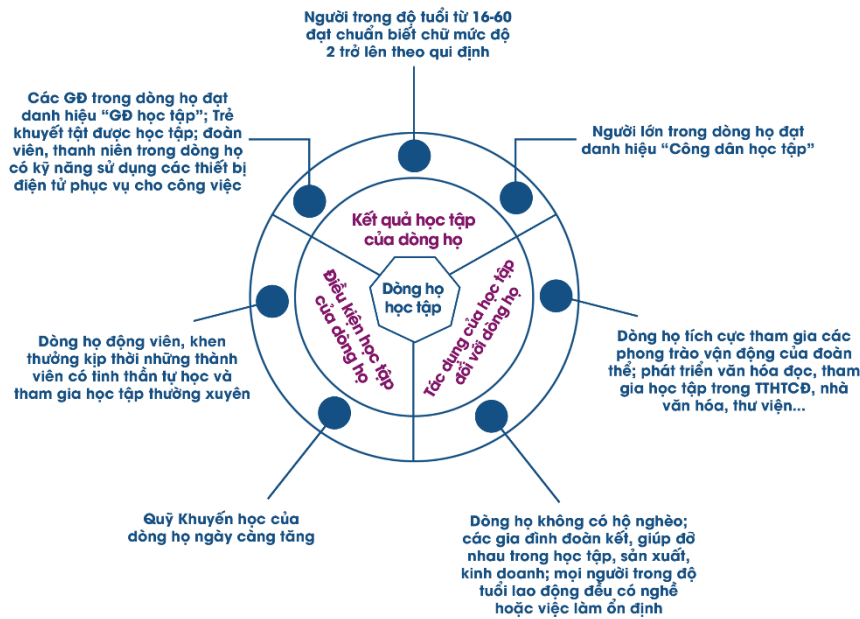 Người trong độ tuổi từ 16-60
đạt chuẩn biết chữ mức độ
2 trở lên theo qui định
Các GĐ trong dòng họ đạt
danh hiệu “GĐ học tập”; Trẻ
khuyết tật được học tập; đoàn
viên, thanh niên trong dòng họ
có kỹ năng sử dụng các thiết bị
điện tử phục vụ cho công việc
Người lớn trong dòng họ đạt
danh hiệu “Công dân học tập”
Kết quả học tập
của dòng họ
Điều kiện học tập
của dòng họ
Dòng họ
học tập
Tác dụng của học tập
đối với dòng họ
Dòng họ động viên, khen
thưởng kịp thời những thành
viên có tinh thần tự học và
tham gia học tập thường xuyên
Dòng họ tích cực tham gia các
phong trào vận động của đoàn
thể; phát triển văn hóa đọc, tham
gia học tập trong TTHTCĐ, nhà
văn hóa, thư viện...
Quỹ Khuyến học của
dòng họ ngày càng tăng
Dòng họ không có hộ nghèo;
các gia đình đoàn kết, giúp đỡ
nhau trong học tập, sản xuất,
kinh doanh; mọi người trong độ
tuổi lao động đều có nghề
hoặc việc làm ổn định